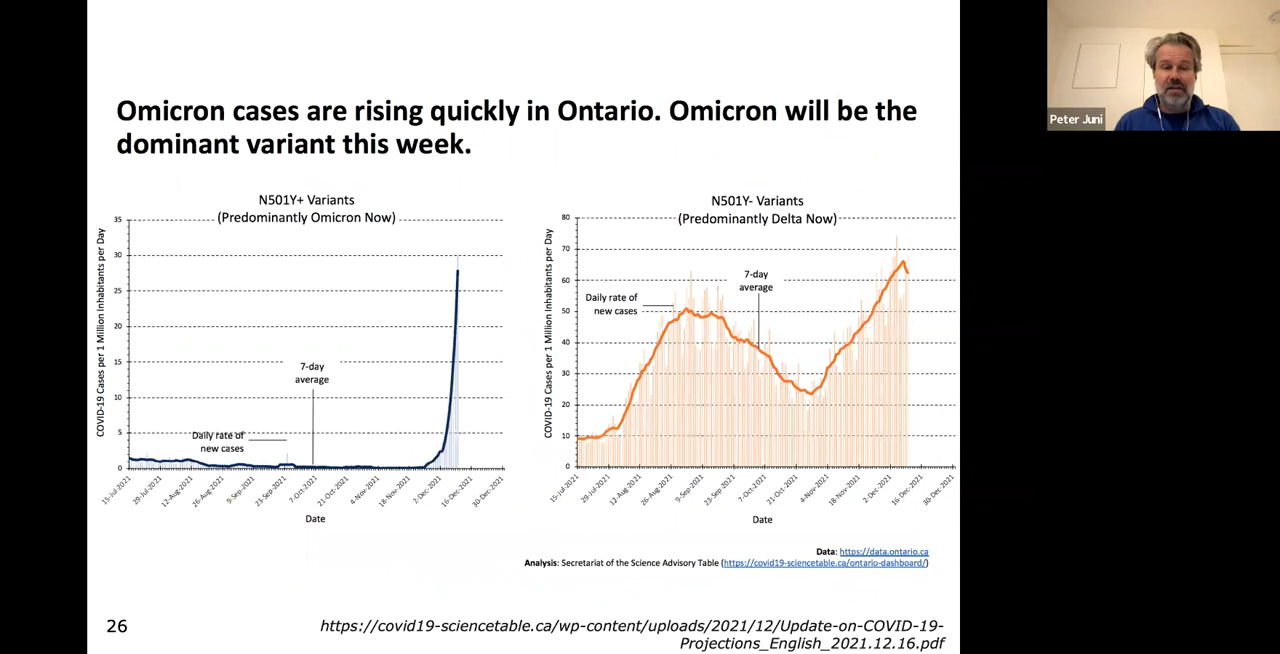 Omicron cases are rising quickly in Ontario. Omicron will be the
dominant variant this week.
Peter Juni
N501Y+ Variants
(Predominantly Omicron Now)
COVID-19 Cases per 1 Million Inhabitants per Day
35
30
25
20
15
10
5
0
7-day
average
Daily rate of
new cases
15-Jul-2021
29-Jul-2021
12-Aug-2021
26-Aug-2021
9-Sep-2021
23-Sep-2021
7-Oct-2021
21-Oct-2021
4-Nov-2021
18-Nov-2021
2-Dec-2021
16-Dec-2021
30-Dec-2021
Date
N501Y- Variants
(Predominantly Delta Now)
COVID-19 Cases per 1 Million Inhabitants per Day
80
70
60
50
40
30
20
10
0
7-day
average
Daily rate of
new cases
15-Jul-2021
29-Jul-2021
12-Aug-2021
26-Aug-2021
9-Sep-2021
23-Sep-2021
7-Oct-2021
21-Oct-2021
4-Nov-2021
18-Nov-2021
2-Dec-2021
16-Dec-2021
30-Dec-2021
Date
Data: https://data.ontario.ca
Analysis: Secretariat of the Science Advisory Table (https://covid19-sciencetable.ca/ontario-dashboard/)
26
https://covid19-sciencetable.ca/wp-content/uploads/2021/12/Update-on-COVID-19-
Projections_English_2021.12.16.pdf